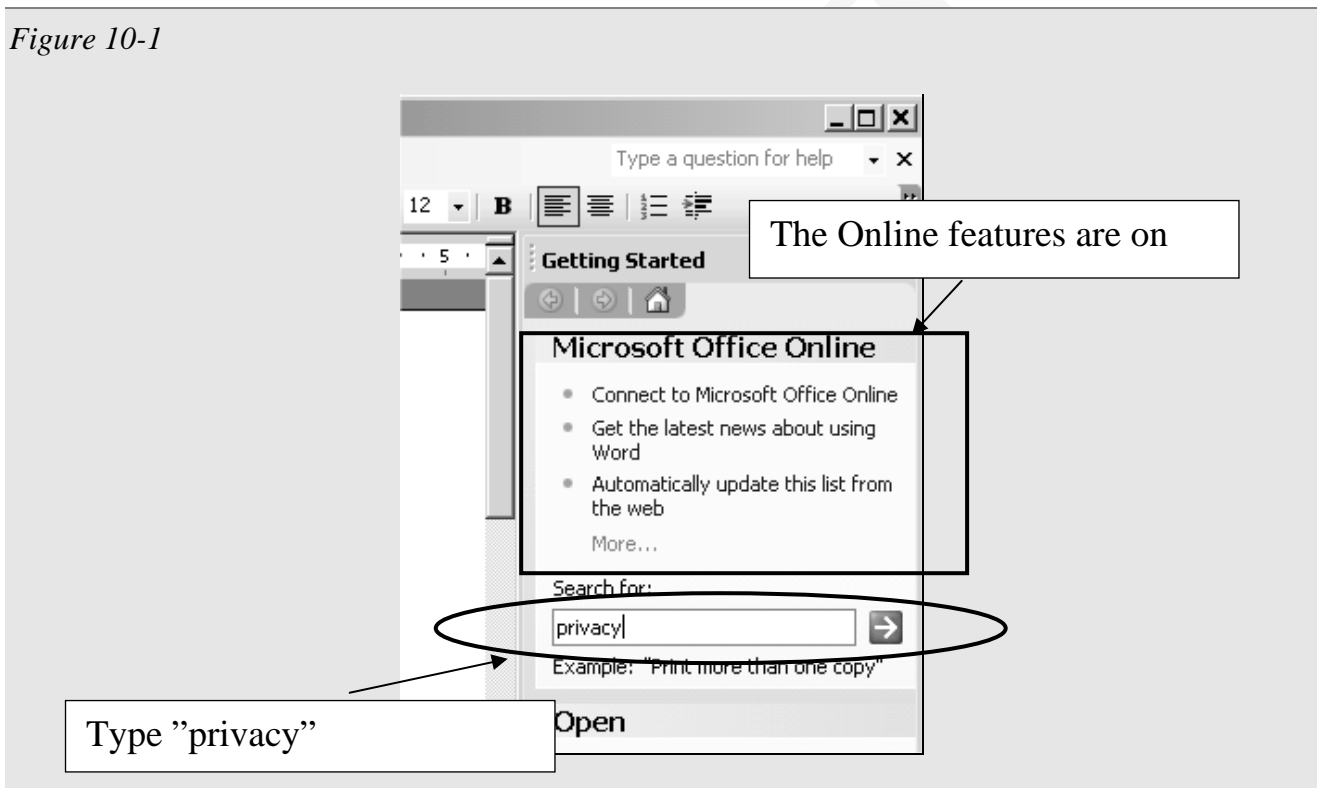 Figure 10-1
Type a question for help
12 B
The Online features are on
5
Getting Started
Microsoft Office Online
Connect to Microsoft Office Online
Get the latest news about using
Word
Automatically update this list from
the web
More...
Search for:
privacy
Example: "Print more than one copy"
Type ”privacy”
Open